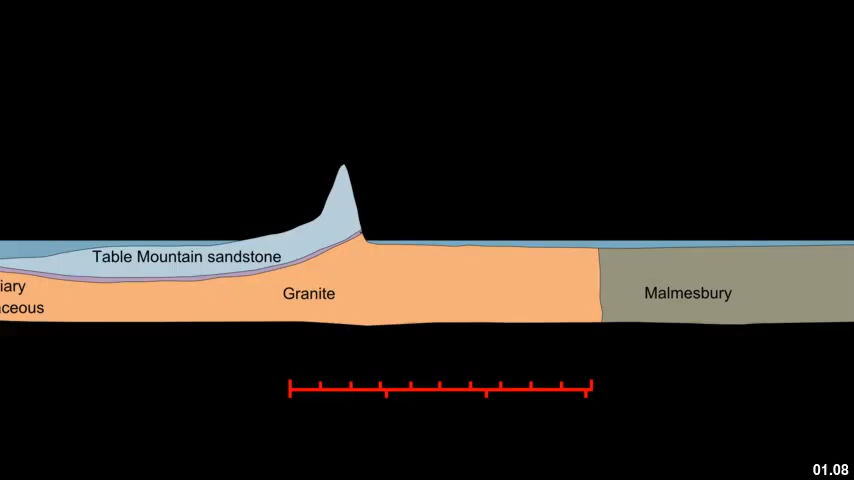 Table Mountain sandstone
iary
Granite
Malmesbury
aceous
01.08